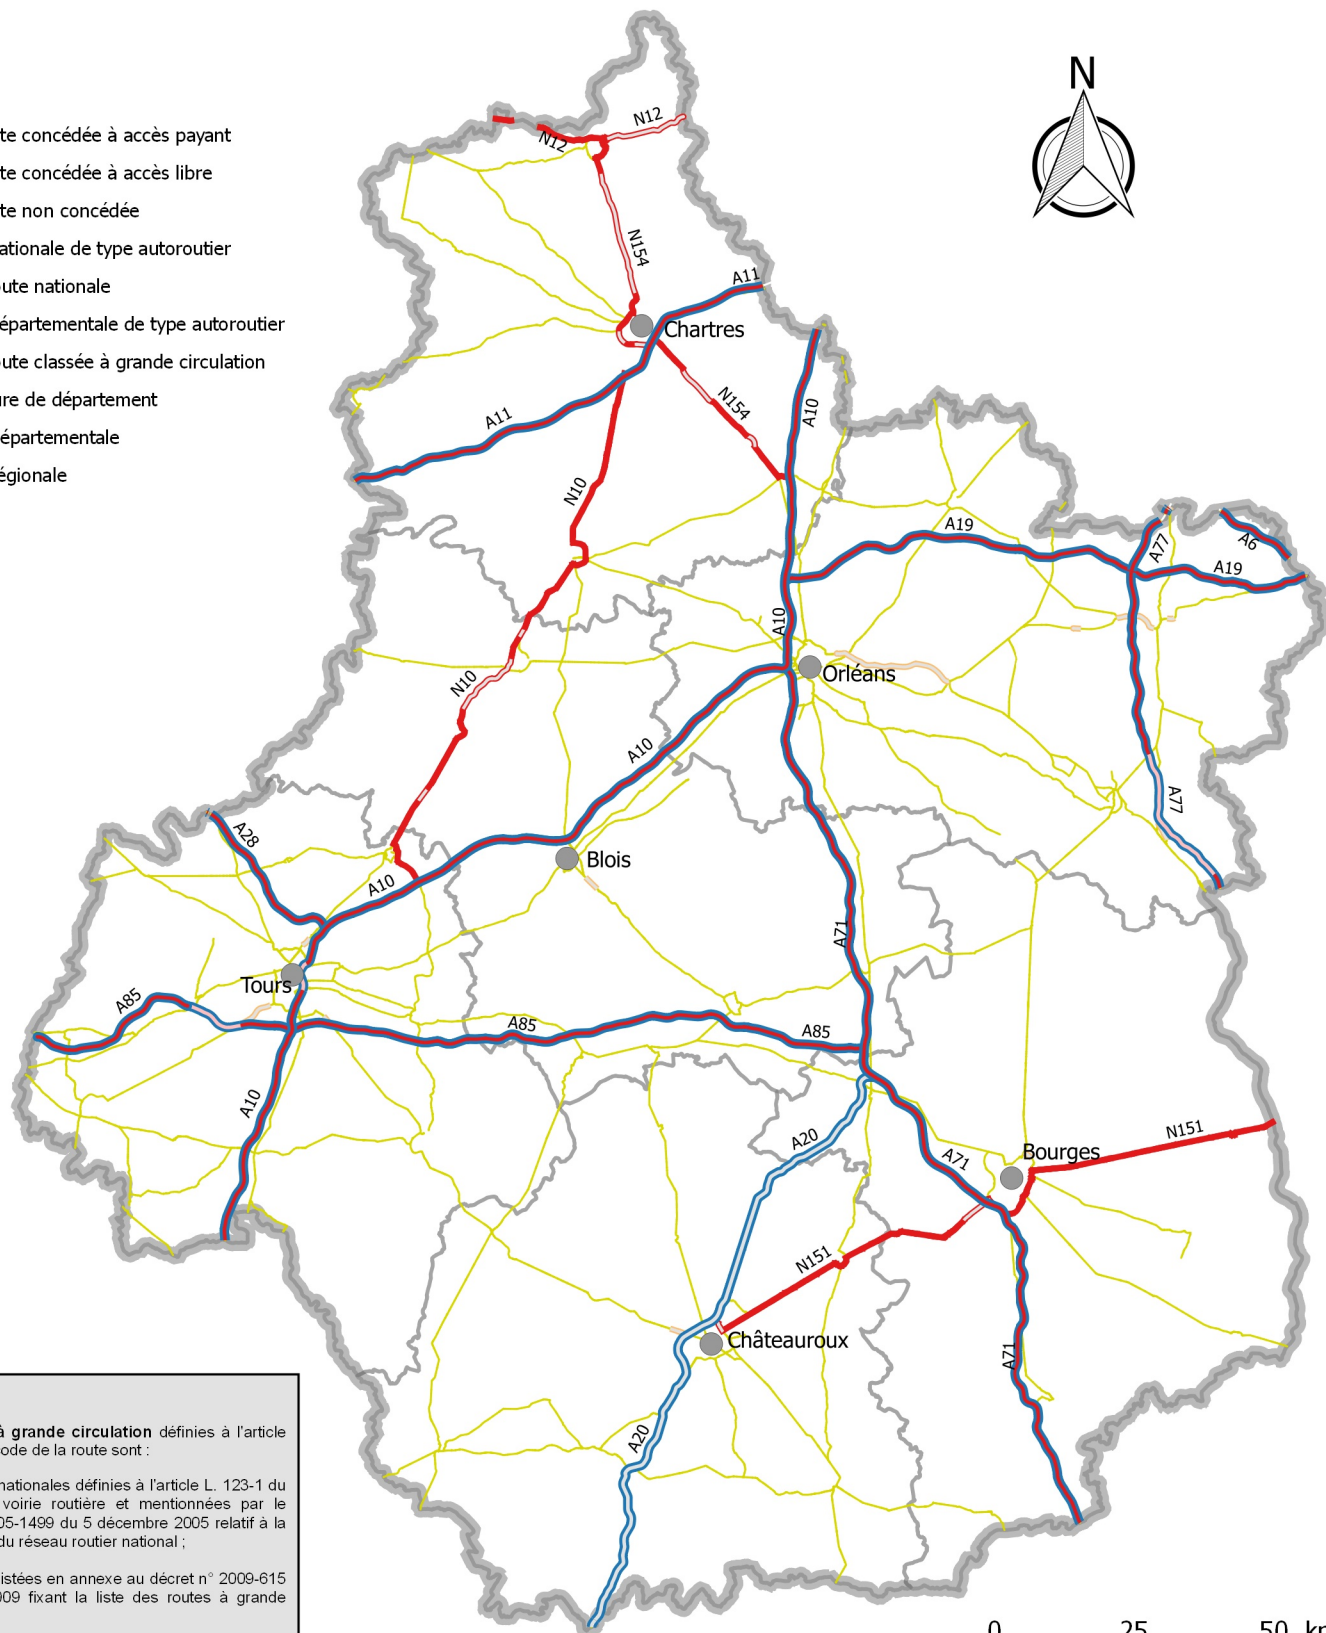 te concédée à accès payant
te concédée à accès libre
te non concédée
ationale de type autoroutier
ute nationale
épartementale de type autoroutier
ute classée à grande circulation
re de département
épartementale
égionale
N
N12
N12
N154
A11
Chartres
A11
N154
A10
N10
A19
A77
A6
A19
A10
N10
Orléans
A10
A77
A28
Blois
A10
A71
Tours
A85
A85
A85
A10
A20
N151
Bourges
A71
N151
Châteauroux
A71
A20
à grande circulation définies à l'article
ode de la route sont :
nationales définies à l'article L. 123-1 du
voirie routière et mentionnées par le
05-1499 du 5 décembre 2005 relatif à la
du réseau routier national ;
istées en annexe au décret n° 2009-615
009 fixant la liste des routes à grande
0 25 50 km